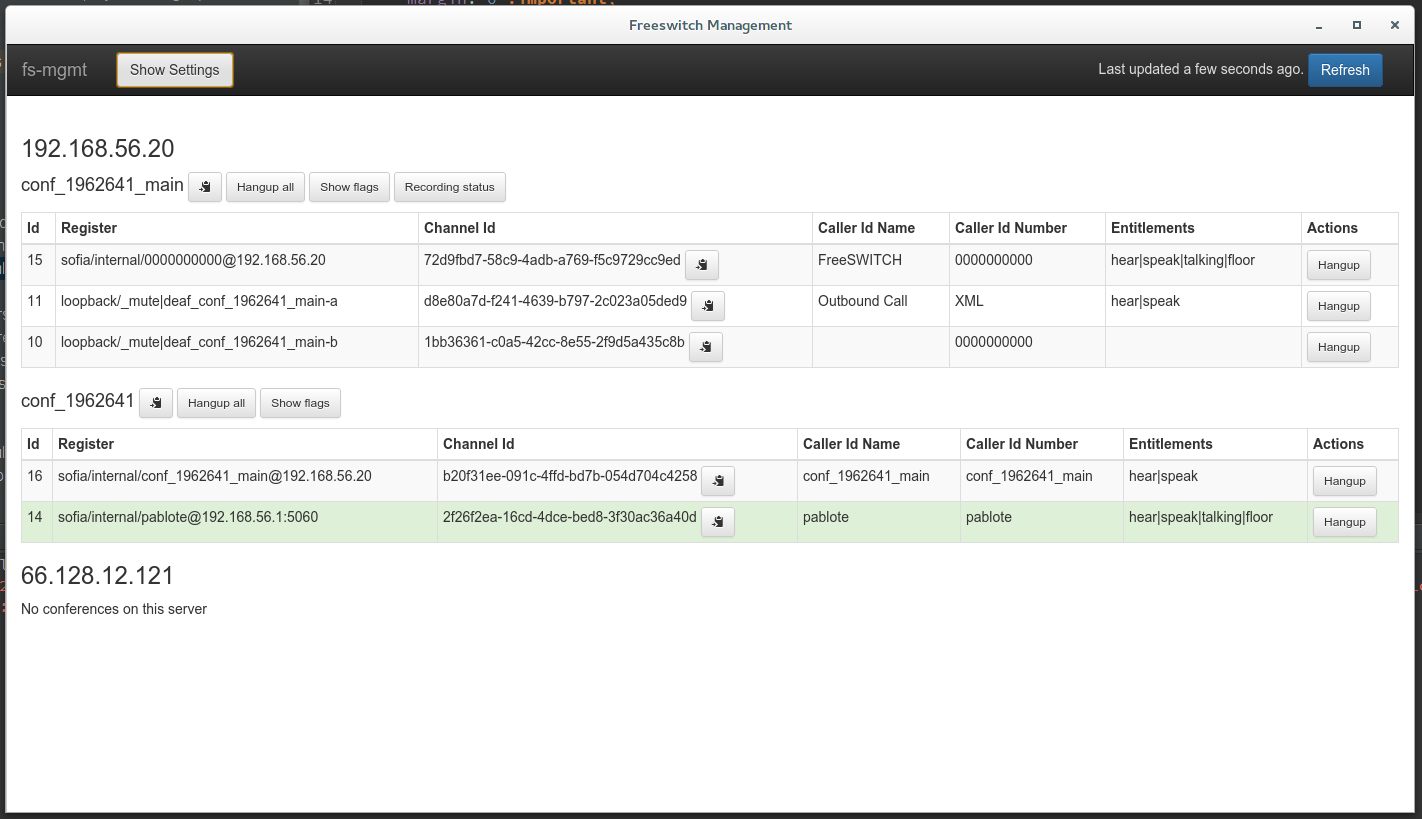 Freeswitch Management
fs-mgmt Show Settings Last updated a few seconds ago. Refresh
192.168.56.20
conf_1962641_main Hangup all Show flags Recording status
Id Register Channel Id Caller Id Name Caller Id Number Entitlements Actions
15 sofia/internal/0000000000@192.168.56.20 72d9fbd7-58c9-4adb-a769-f5c9729cc9ed FreeSWITCH 0000000000 hear|speak|talking|floor Hangup
11 loopback/_mute|deaf_conf_1962641_main-a d8e80a7d-f241-4639-b797-2c023a05ded9 Outbound Call XML hear|speak Hangup
10 loopback/_mute|deaf_conf_1962641_main-b 1bb36361-c0a5-42cc-8e55-2f9d5a435c8b 0000000000 Hangup
conf_1962641 Hangup all Show flags
Id Register Channel Id Caller Id Name Caller Id Number Entitlements Actions
16 sofia/internal/conf_1962641_main@192.168.56.20 b20f31ee-091c-4ffd-bd7b-054d704c4258 conf_1962641_main conf_1962641_main hear|speak Hangup
14 sofia/internal/pablote@192.168.56.1:5060 2f26f2ea-16cd-4dce-bed8-3f30ac36a40d pablote pablote hear|speak|talking|floor Hangup
66.128.12.121
No conferences on this server